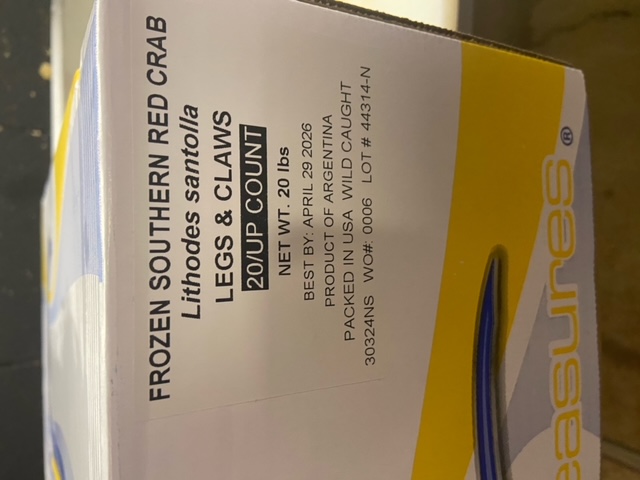 FROZEN SOUTHERN RED CRAB
Lithodes santolla
LEGS & CLAWS
20/UP COUNT
NET WT. 20 lbs
BEST BY: APRIL 29 2026
PRODUCT OF ARGENTINA
PACKED IN USA WILD CAUGHT
30324NS WO#: 0006 LOT # 44314-N
easures®